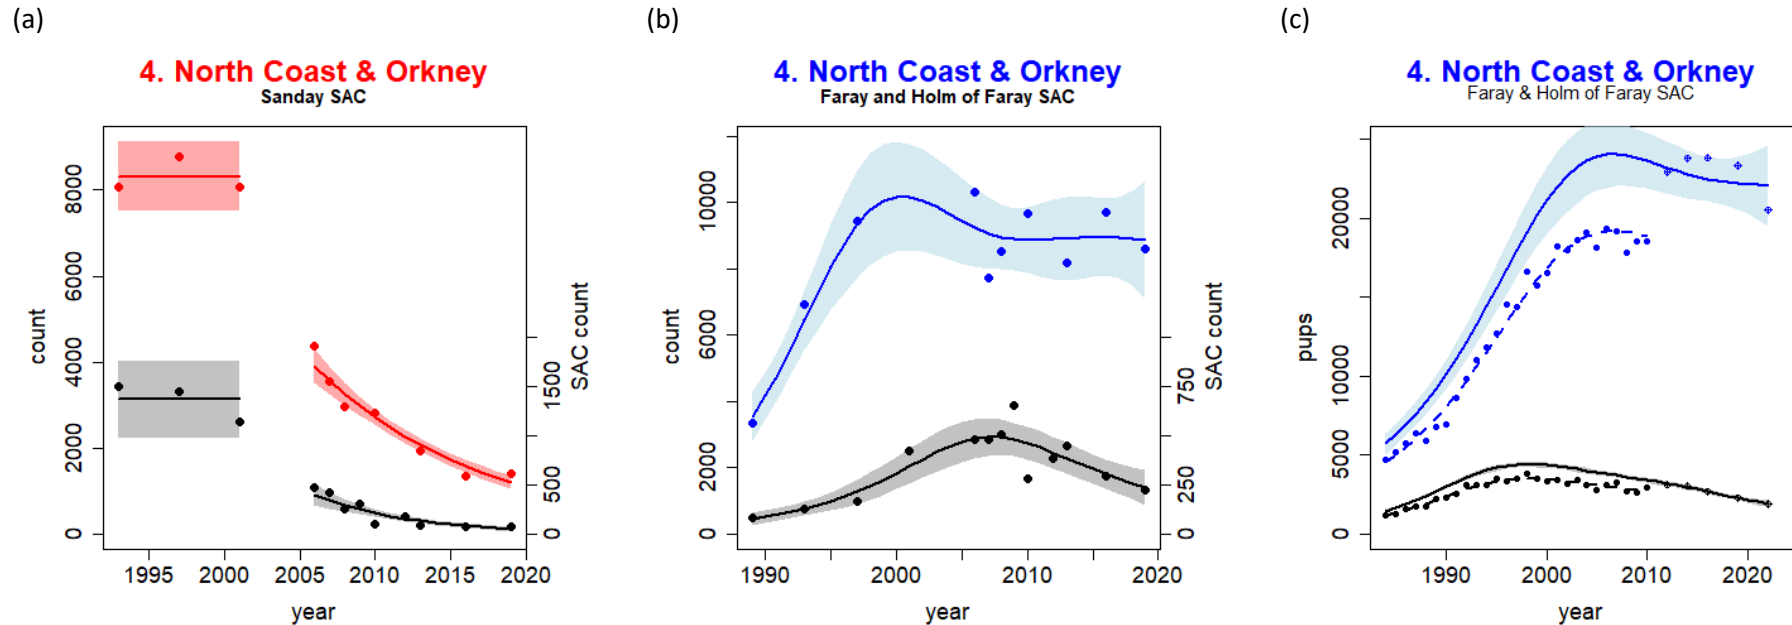 (a)
4. North Coast & Orkney
Sanday SAC
count
0
2000
4000
6000
8000
SAC count
0
500
1500
1995
2000
2005
2010
2015
2020
year
(b)
4. North Coast & Orkney
Faray and Holm of Faray SAC
count
0
2000
6000
10000
SAC count
0
250
750
1990
2000
2010
2020
year
(c)
4. North Coast & Orkney
Faray & Holm of Faray SAC
pups
0
5000
10000
20000
1990
2000
2010
2020
year